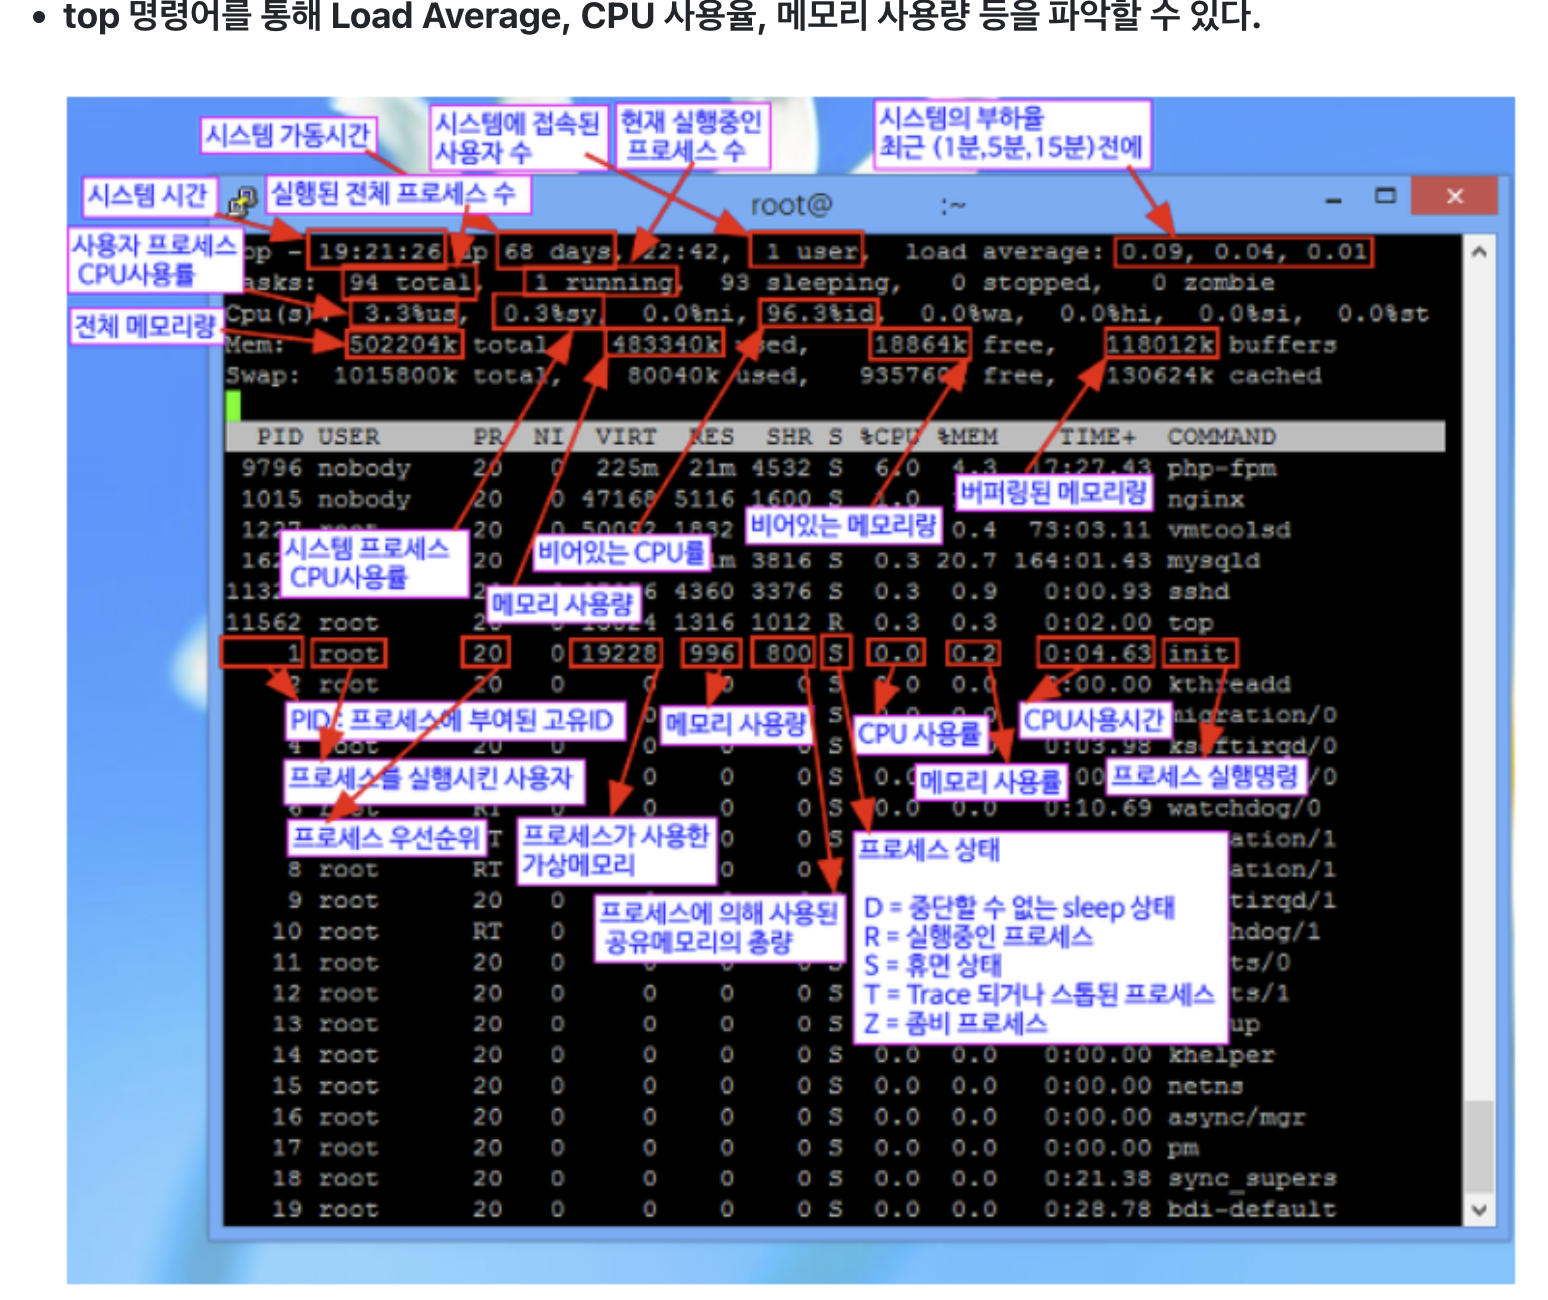 • top 명령어를 통해 Load Average, CPU 사용율, 메모리 사용량 등을 파악할 수 있다.
시스템 가동시간
시스템에 접속된
사용자 수
현재 실행중인
프로세스 수
시스템의 부하율
최근 (1분,5분,15분)전에
시스템 시간
실행된 전체 프로세스 수
root@ :~
사용자 프로세스
CPU사용률
전체 메모리량
op - 19:21:26 up 68 days, 22:42, 1 user, load average: 0.09, 0.04, 0.01
asks: 94 total, 1 running, 93 sleeping, 0 stopped, 0 zombie
Cpu(s): 3.3%us, 0.3%sy, 0.0%ni, 96.3%id, 0.0%wa, 0.0%hi, 0.0%si, 0.0%st
Mem: 502204k total, 483340k used, 18864k free, 118012k buffers
Swap: 1015800k total, 80040k used, 935760k free, 130624k cached
PID USER PR NI VIRT RES SHR S %CPU %MEM TIME+ COMMAND
9796 nobody 20 0 225m 21m 4532 S 6.0 4.3 17:27.43 php-fpm
1015 nobody 20 0 47168 5116 1600 S 1.0 nginx
1227 root 20 0 50092 1832 0.4 73:03.11 vmtoolsd
162 20 1m 3816 S 0.3 20.7 164:01.43 mysqld
1132 6 4360 3376 S 0.3 0.9 0:00.93 sshd
11562 root 20 1316 1012 R 0.3 0.3 0:02.00 top
1 root 20 0 19228 996 800 S 0.0 0.2 0:04.63 init
2 root 20 0 0 0 0 S 0.0 0:00.00 kthreadd
0 S migration/0
4 root 20 0 0 0 S 0:03.98 ksoftirqd/0
0 0 S 0.0 /0
6 root RT 0 0 S 0.0 0.0 0:10.69 watchdog/0
T 0 S ation/1
8 root RT 0 ation/1
9 root 20 0 tirqd/1
10 root RT 0 hdog/1
11 root 20 0 0 0 0 S ts/0
12 root 20 0 0 0 0 S ts/1
13 root 20 0 0 0 0 S up
14 root 20 0 0 0 0 S 0.0 0.0 0:00.00 khelper
15 root 20 0 0 0 0 S 0.0 0.0 0:00.00 netns
16 root 20 0 0 0 0 S 0.0 0.0 0:00.00 async/mgr
17 root 20 0 0 0 0 S 0.0 0.0 0:00.00 pm
18 root 20 0 0 0 0 S 0.0 0.0 0:21.38 sync_supers
19 root 20 0 0 0 0 S 0.0 0.0 0:28.78 bdi-default
버퍼링된 메모리량
비어있는 메모리량
시스템 프로세스
CPU사용률
비어있는 CPU률
메모리 사용량
PID : 프로세스에 부여된 고유ID
메모리 사용량
CPU 사용률
CPU사용시간
프로세스를 실행시킨 사용자
메모리 사용률
프로세스 실행명령
프로세스 우선순위
프로세스가 사용한
가상메모리
프로세스에 의해 사용된
공유메모리의 총량
프로세스 상태
D = 중단할 수 없는 sleep 상태
R = 실행중인 프로세스
S = 휴면 상태
T = Trace 되거나 스톱된 프로세스
Z = 좀비 프로세스